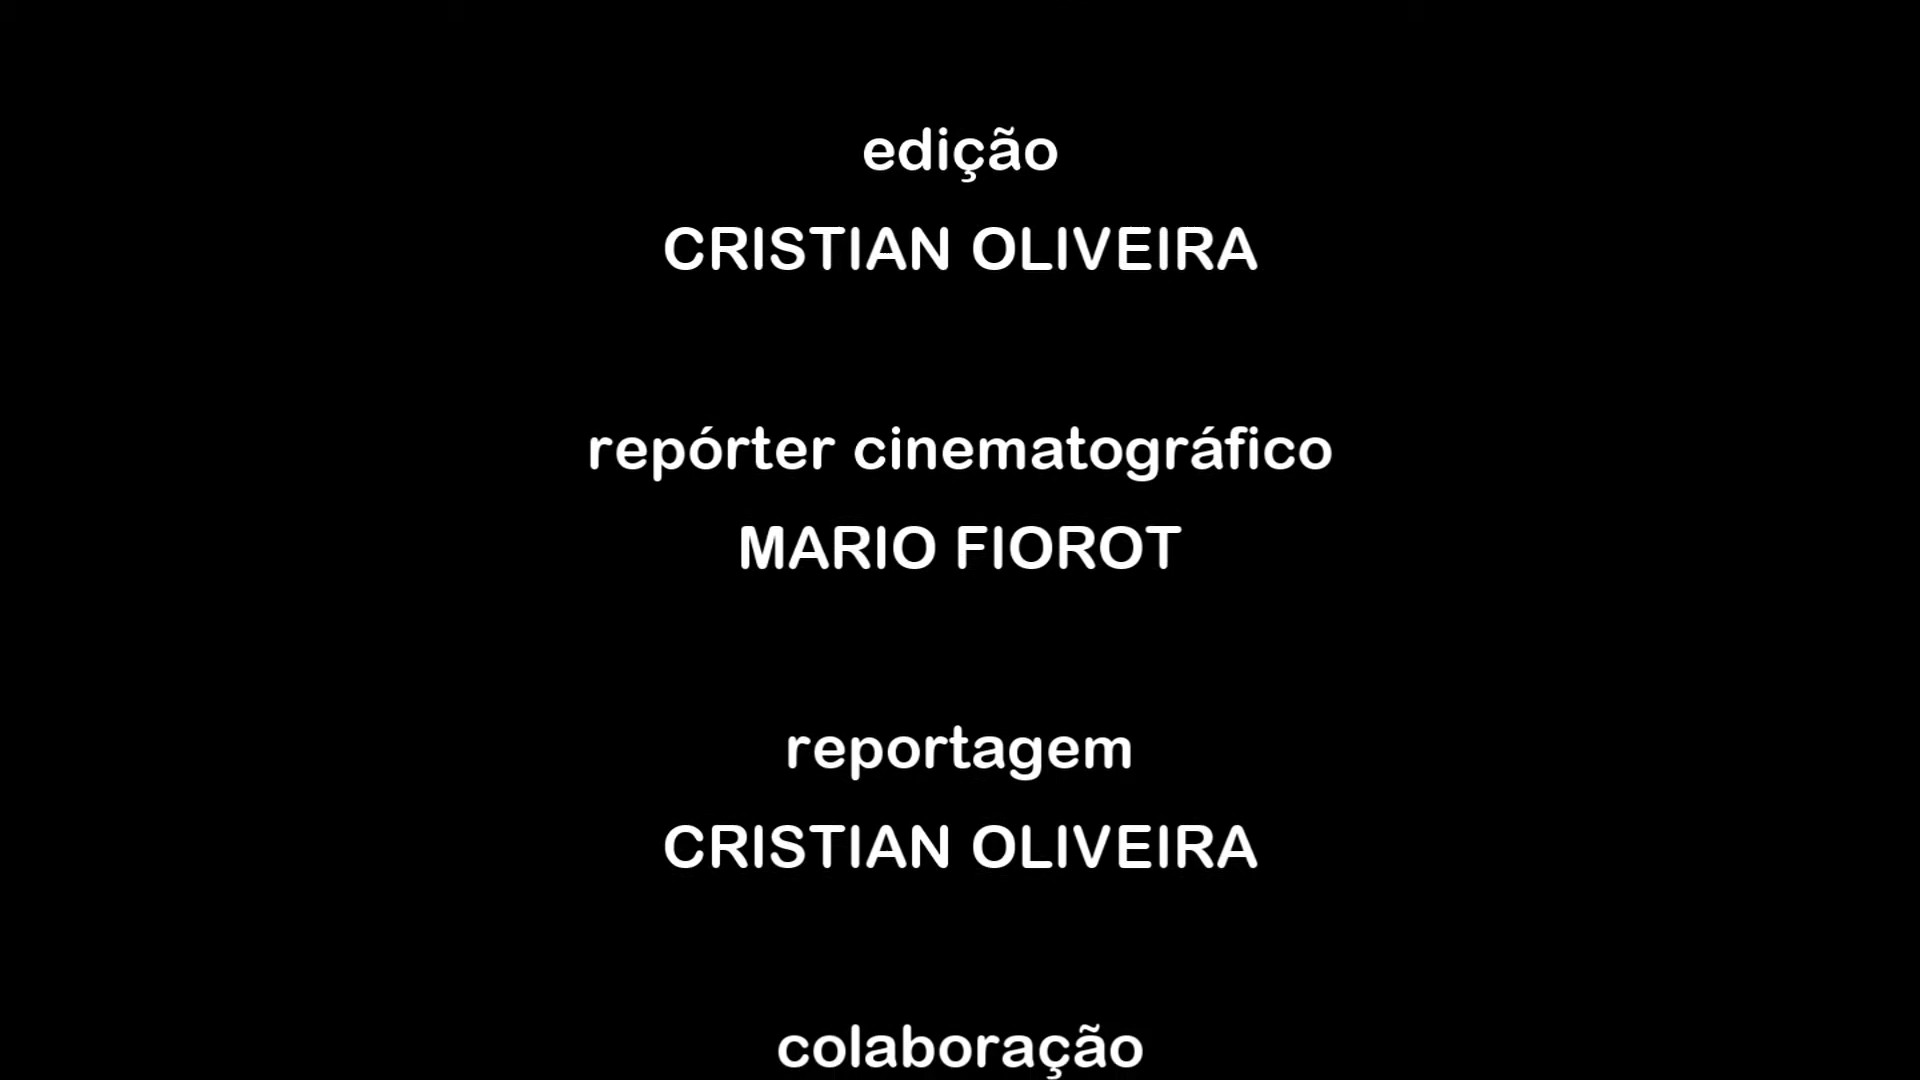 edição
CRISTIAN OLIVEIRA
repórter cinematográfico
MARIO FIOROT
reportagem
CRISTIAN OLIVEIRA
colaboração